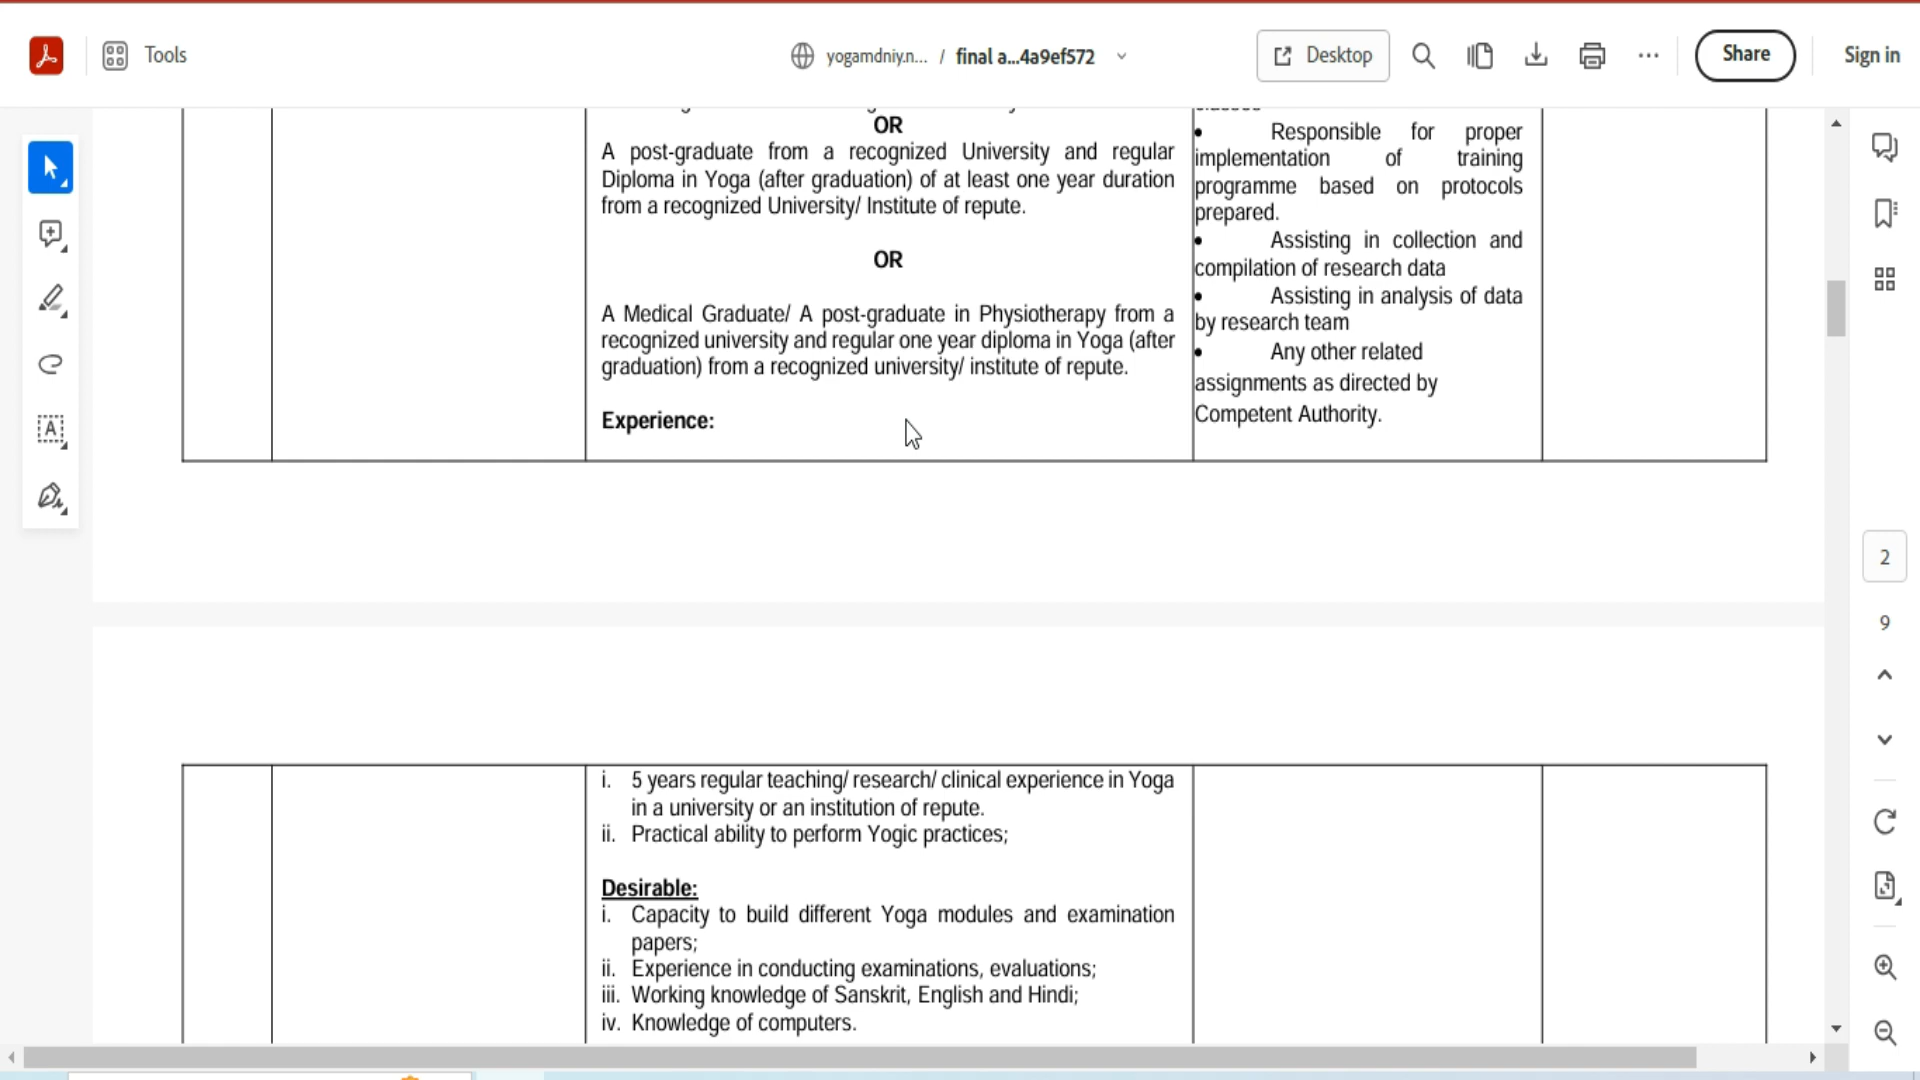 Tools
yogamdniy.n... / final a...4a9ef572
Desktop
Share
Sign in
OR
A post-graduate from a recognized University and regular
Diploma in Yoga (after graduation) of at least one year duration
from a recognized University/ Institute of repute.
OR
A Medical Graduate/ A post-graduate in Physiotherapy from a
recognized university and regular one year diploma in Yoga (after
graduation) from a recognized university/ institute of repute.
Experience:
• Responsible for proper
implementation of training
programme based on protocols
prepared.
• Assisting in collection and
compilation of research data
• Assisting in analysis of data
by research team
• Any other related
assignments as directed by
Competent Authority.
i. 5 years regular teaching/ research/ clinical experience in Yoga
in a university or an institution of repute.
ii. Practical ability to perform Yogic practices;
Desirable:
i. Capacity to build different Yoga modules and examination
papers;
ii. Experience in conducting examinations, evaluations;
iii. Working knowledge of Sanskrit, English and Hindi;
iv. Knowledge of computers.
2
9